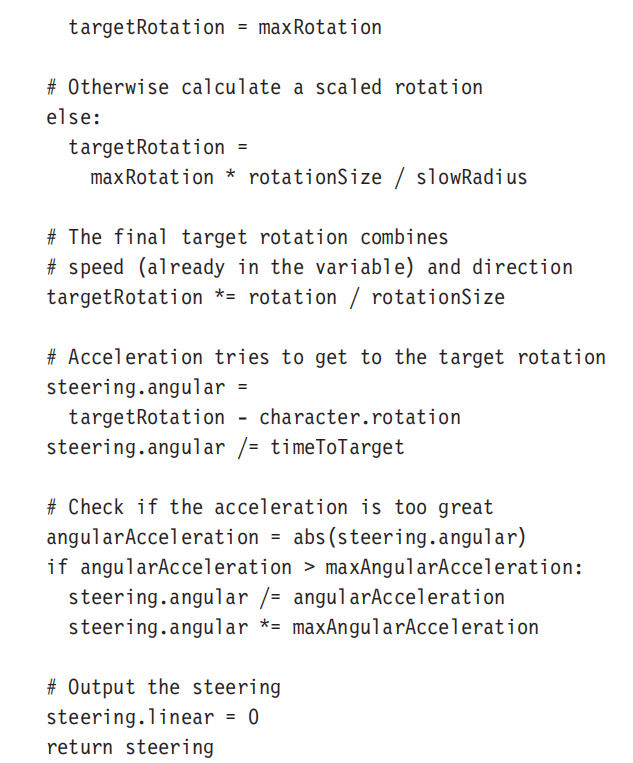 targetRotation = maxRotation
# Otherwise calculate a scaled rotation
else:
targetRotation =
maxRotation * rotationSize / slowRadius
# The final target rotation combines
# speed (already in the variable) and direction
targetRotation *= rotation / rotationSize
# Acceleration tries to get to the target rotation
steering.angular =
targetRotation - character.rotation
steering.angular /= timeToTarget
# Check if the acceleration is too great
angularAcceleration = abs(steering.angular)
if angularAcceleration > maxAngularAcceleration:
steering.angular /= angularAcceleration
steering.angular *= maxAngularAcceleration
# Output the steering
steering.linear = 0
return steering